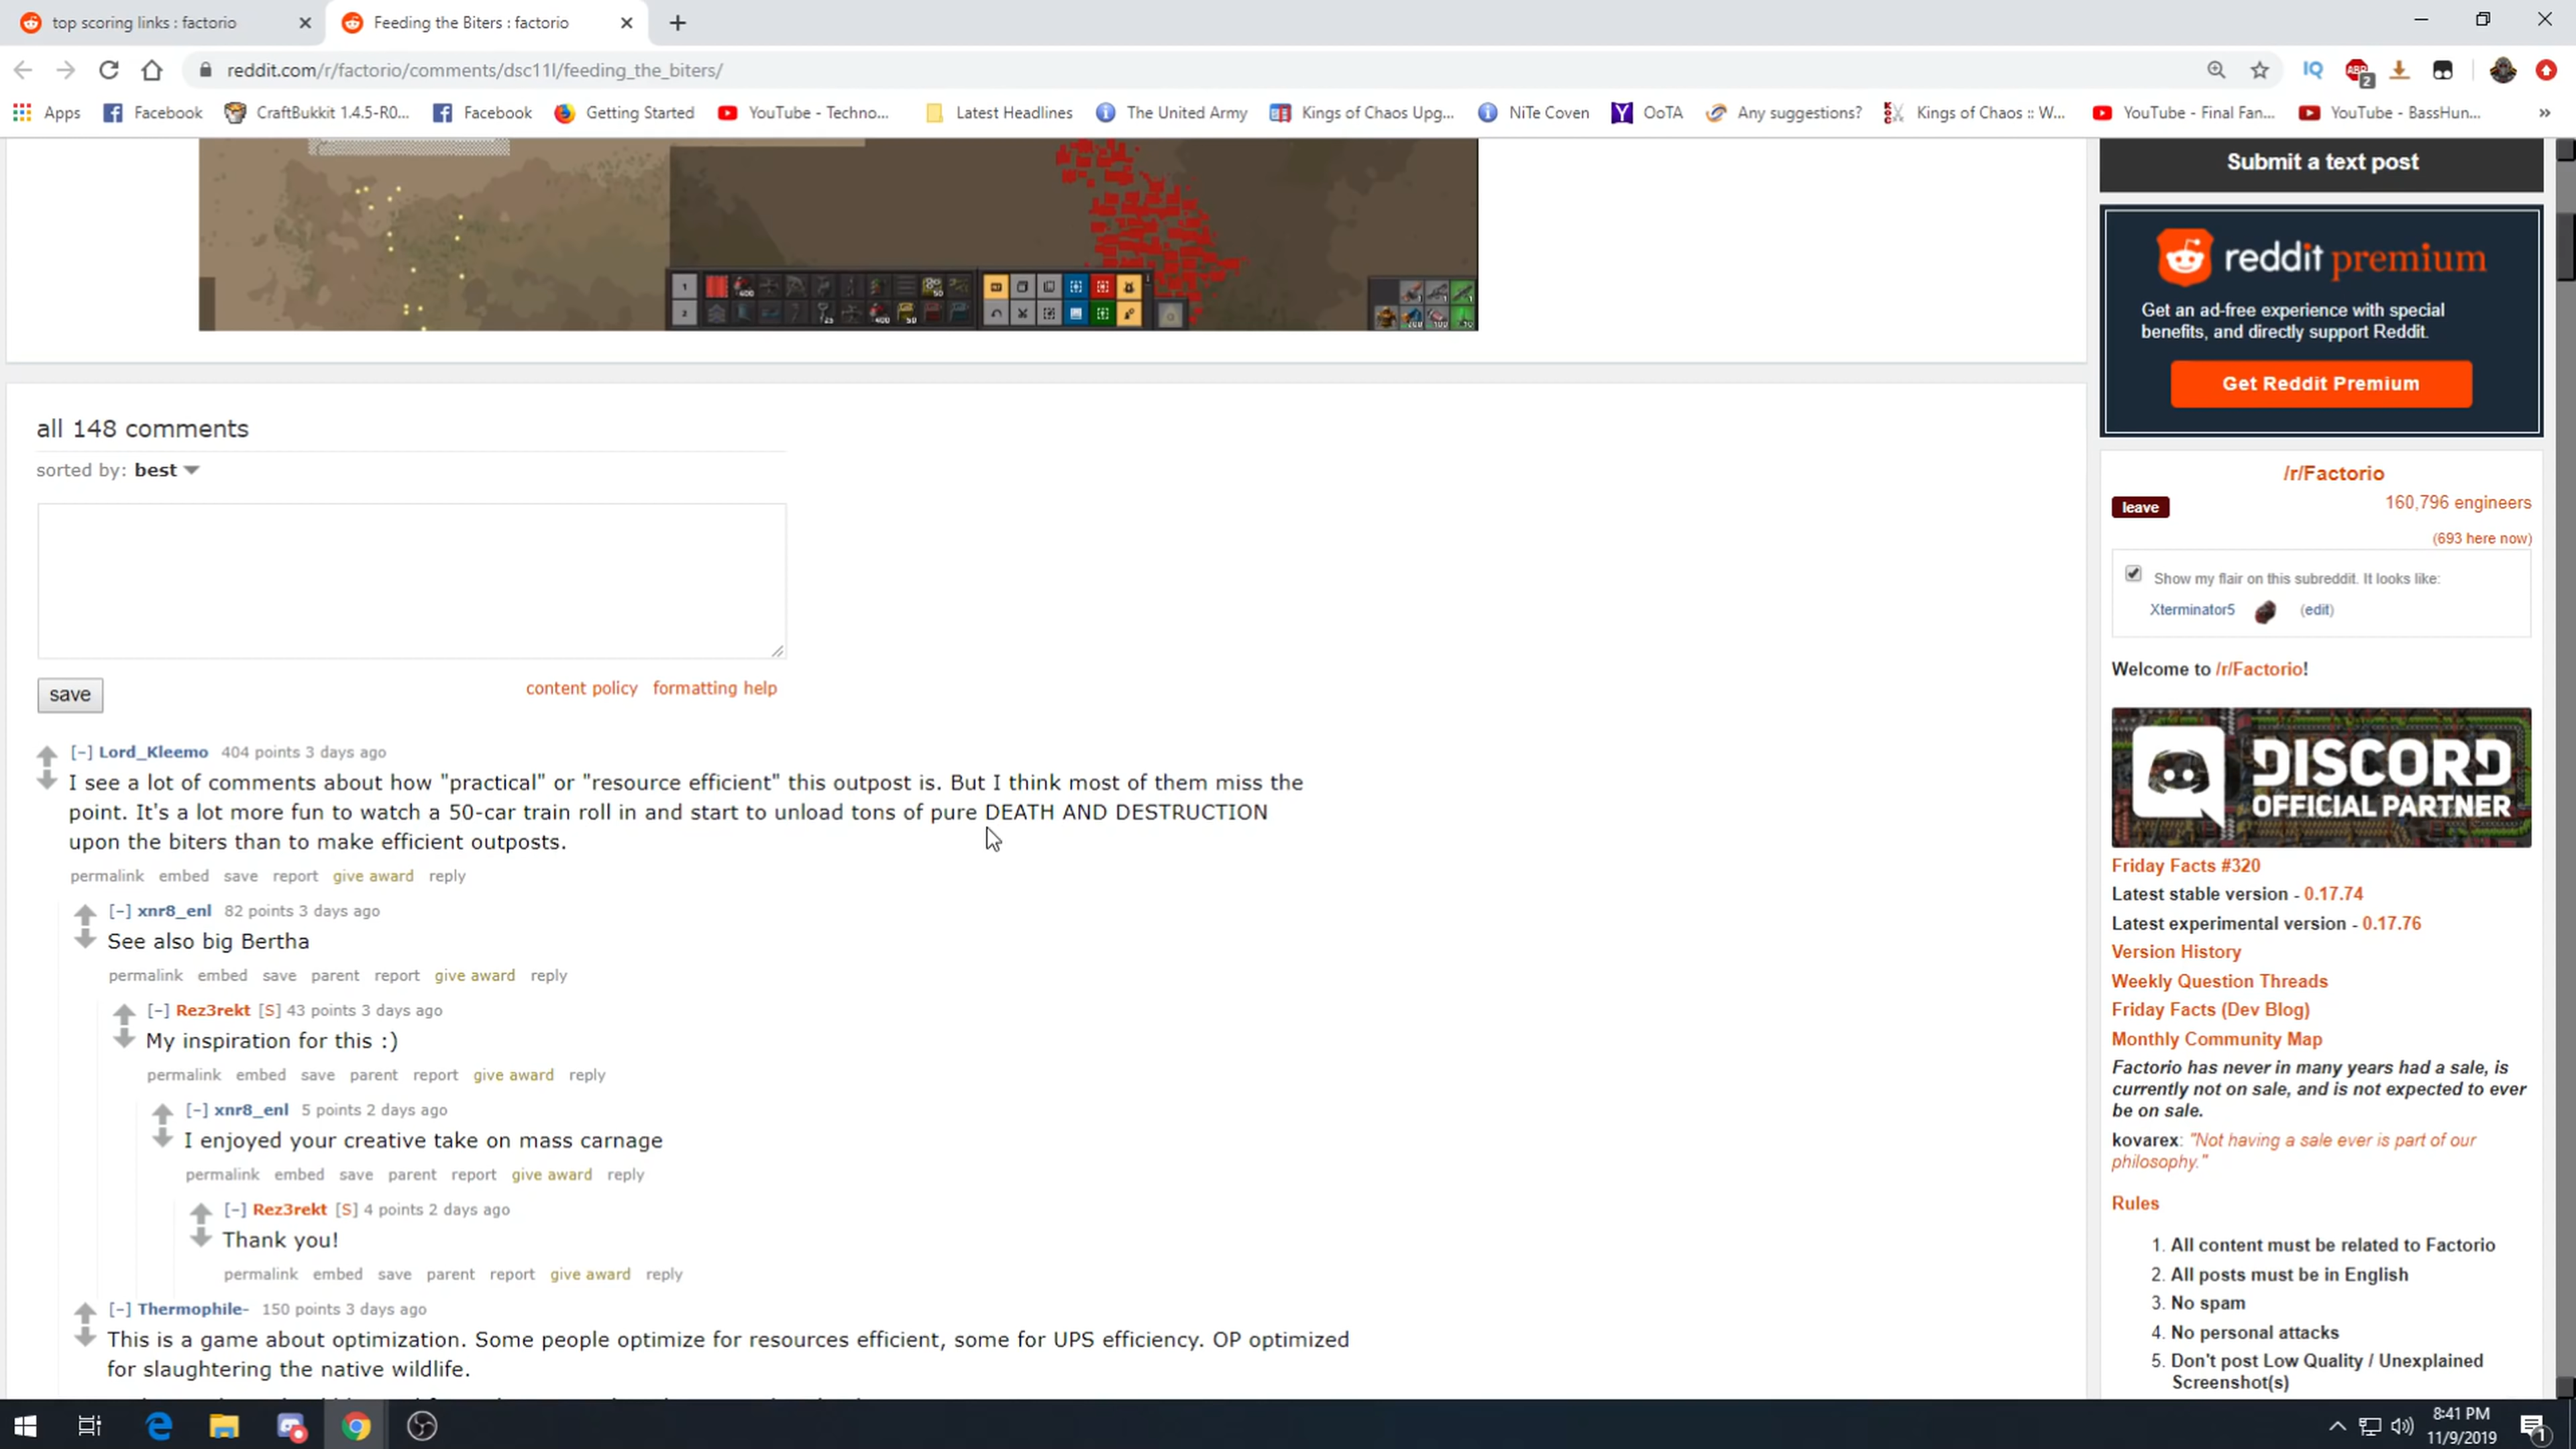 top scoring links : factorio
Feeding the Biters : factorio
reddit.com/r/factorio/comments/dsc11l/feeding_the_biters/
IQ
ABP
2
Apps
Facebook
CraftBukkit 1.4.5-R0...
Facebook
Getting Started
YouTube - Techno...
Latest Headlines
The United Army
Kings of Chaos Upg...
NiTe Coven
OoTA
Any suggestions?
Kings of Chaos :: W...
YouTube - Final Fan...
YouTube - BassHun...
1
2
all 148 comments
sorted by: best
save
content policy formatting help
[-] Lord_Kleemo 404 points 3 days ago
I see a lot of comments about how "practical" or "resource efficient" this outpost is. But I think most of them miss the
point. It's a lot more fun to watch a 50-car train roll in and start to unload tons of pure DEATH AND DESTRUCTION
upon the biters than to make efficient outposts.
permalink embed save report give award reply
[-] xnr8_enl 82 points 3 days ago
See also big Bertha
permalink embed save parent report give award reply
[-] Rez3rekt [S] 43 points 3 days ago
My inspiration for this :)
permalink embed save parent report give award reply
[-] xnr8_enl 5 points 2 days ago
I enjoyed your creative take on mass carnage
permalink embed save parent report give award reply
[-] Rez3rekt [S] 4 points 2 days ago
Thank you!
permalink embed save parent report give award reply
[-] Thermophile- 150 points 3 days ago
This is a game about optimization. Some people optimize for resources efficient, some for UPS efficiency. OP optimized
for slaughtering the native wildlife.
Submit a text post
reddit premium
Get an ad-free experience with special
benefits, and directly support Reddit.
Get Reddit Premium
/r/Factorio
leave
160,796 engineers
(693 here now)
Show my flair on this subreddit. It looks like:
Xterminator5 (edit)
Welcome to /r/Factorio!
DISCORD
OFFICIAL PARTNER
Friday Facts #320
Latest stable version - 0.17.74
Latest experimental version - 0.17.76
Version History
Weekly Question Threads
Friday Facts (Dev Blog)
Monthly Community Map
Factorio has never in many years had a sale, is
currently not on sale, and is not expected to ever
be on sale.
kovarex: "Not having a sale ever is part of our
philosophy."
Rules
1. All content must be related to Factorio
2. All posts must be in English
3. No spam
4. No personal attacks
5. Don't post Low Quality / Unexplained
Screenshot(s)
8:41 PM
11/9/2019
1